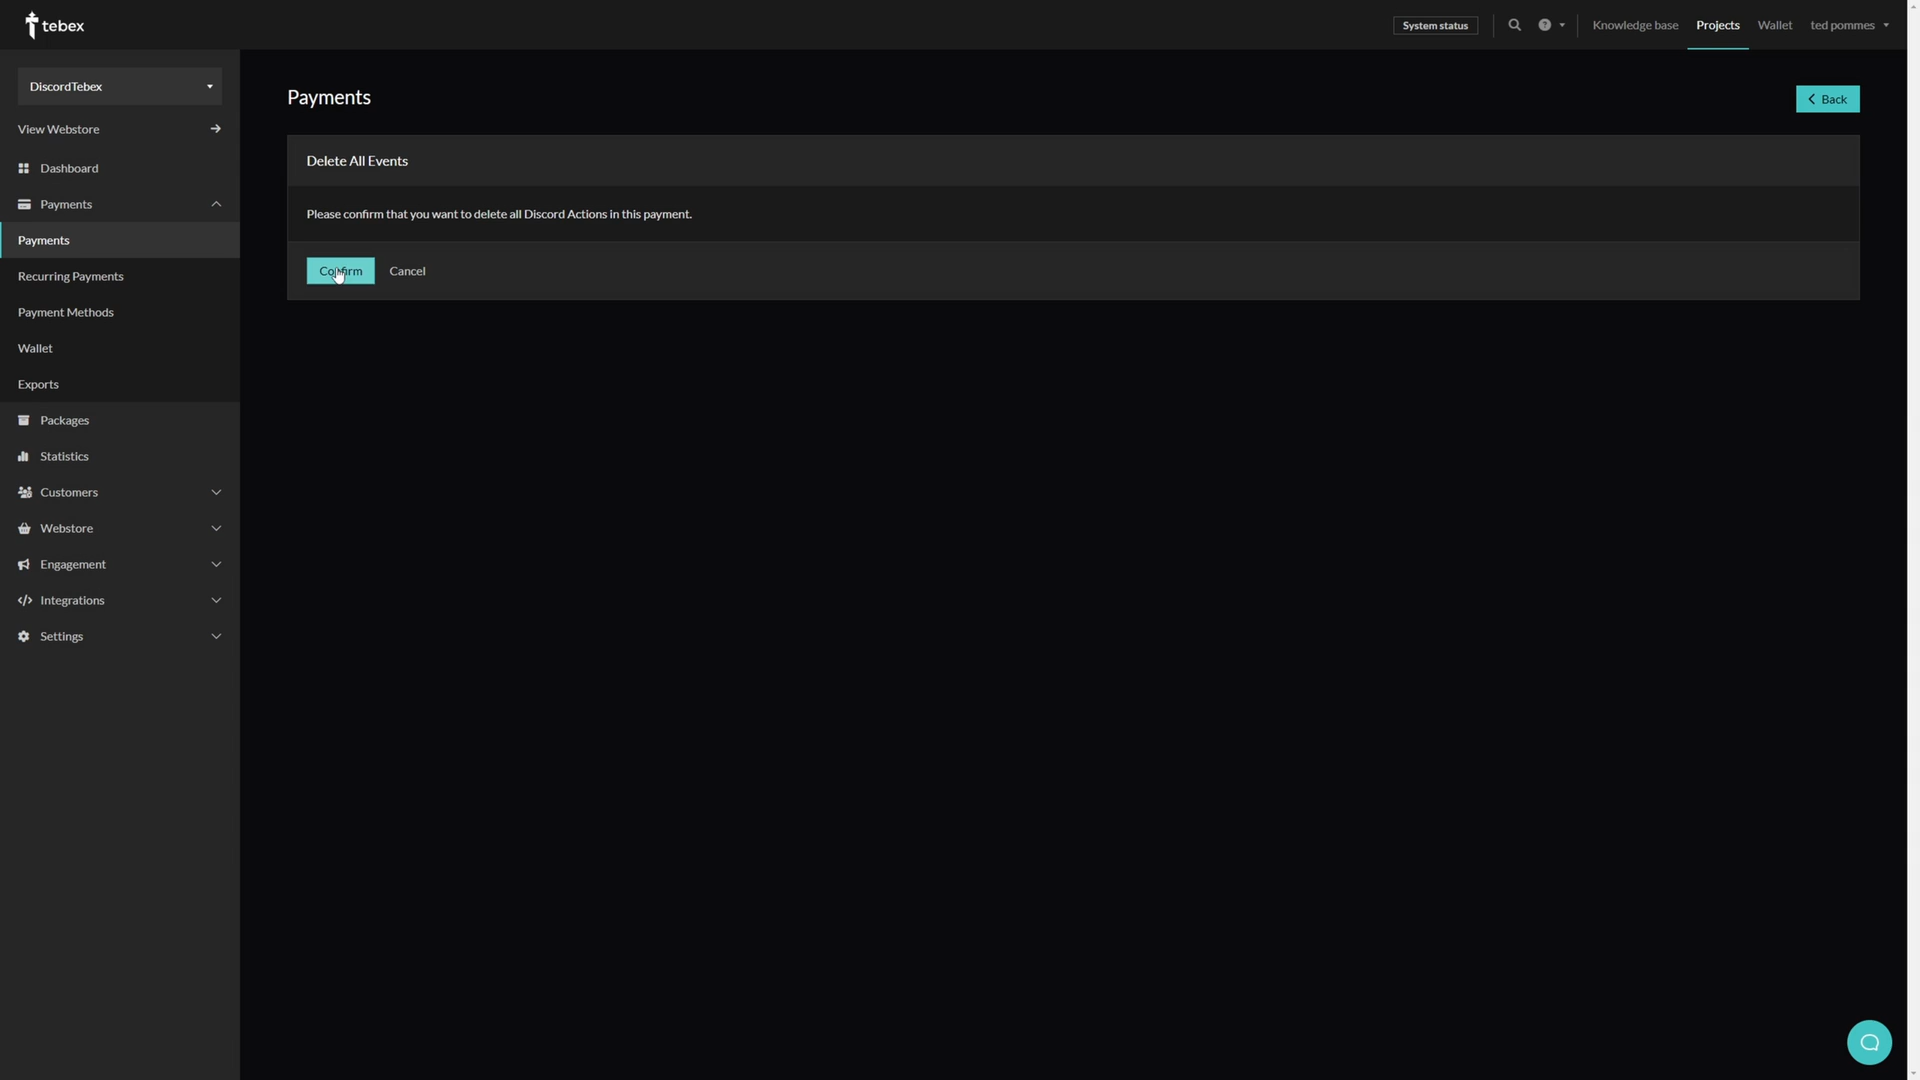 tebex
System status
Knowledge base
Projects
Wallet
ted pommes
DiscordTebex
View Webstore
Dashboard
Payments
Payments
Recurring Payments
Payment Methods
Wallet
Exports
Packages
Statistics
Customers
Webstore
Engagement
Integrations
Settings
Payments
Back
Delete All Events
Please confirm that you want to delete all Discord Actions in this payment.
Confirm
Cancel